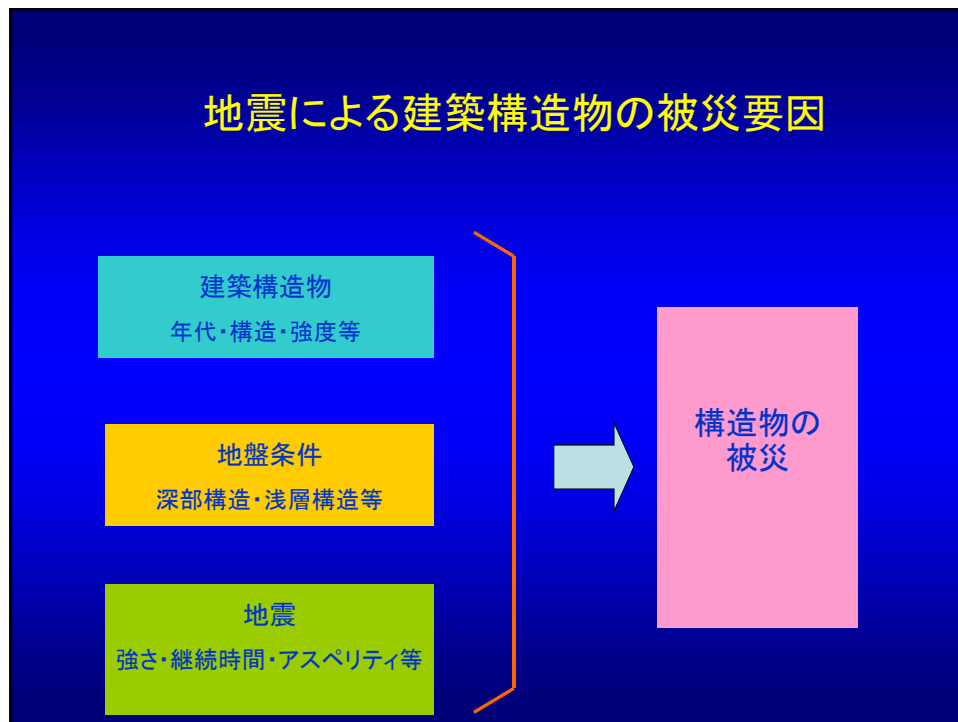 地震による建築構造物の被災要因
建築構造物
年代・構造・強度等
地盤条件
深部構造・浅層構造等
地震
強さ・継続時間・アスペリティ等
構造物の
被災